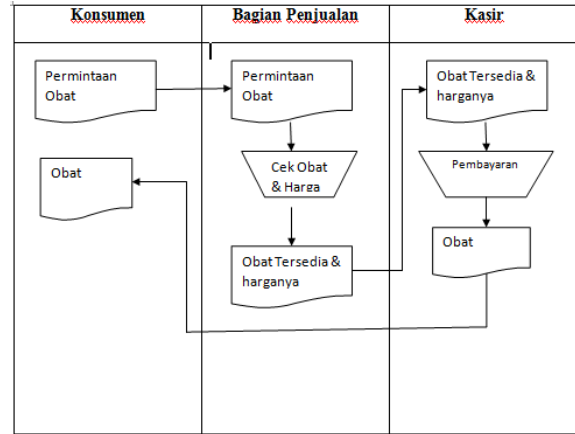 Konsumen
Bagian Penjualan
Kasir
Permintaan
Obat
Permintaan
Obat
Obat Tersedia &
harganya
Obat
Cek Obat
& Harga
Pembayaran
Obat Tersedia &
harganya
Obat